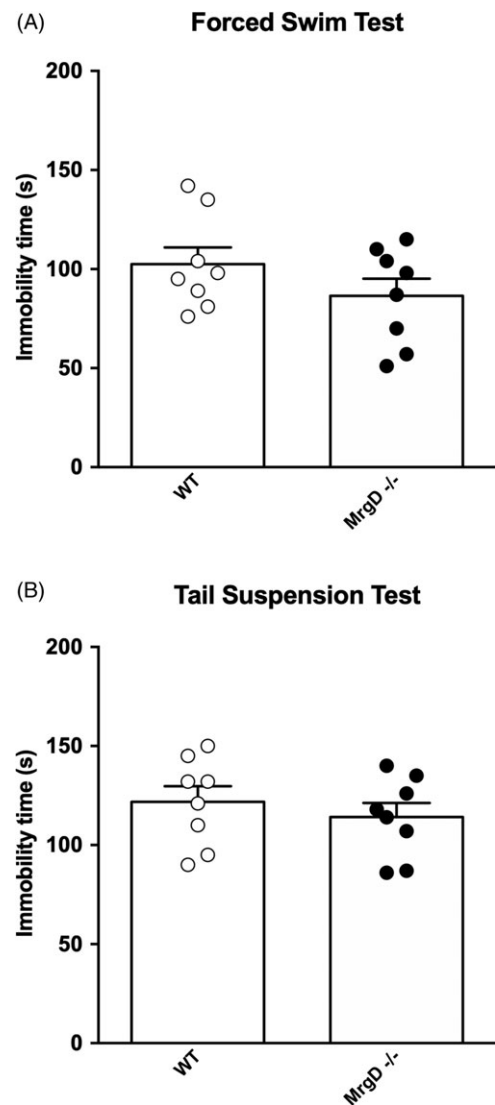 (A)
Forced Swim Test
200
150
100
50
0
Immobility time (s)
WT
MrgD -/-
(B)
Tail Suspension Test
200
150
100
50
0
Immobility time (s)
WT
MrgD -/-